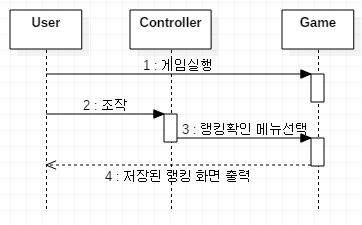 User
Controller
Game
1 : 게임실행
2 : 조작
3 : 랭킹확인 메뉴선택
4 : 저장된 랭킹 화면 출력